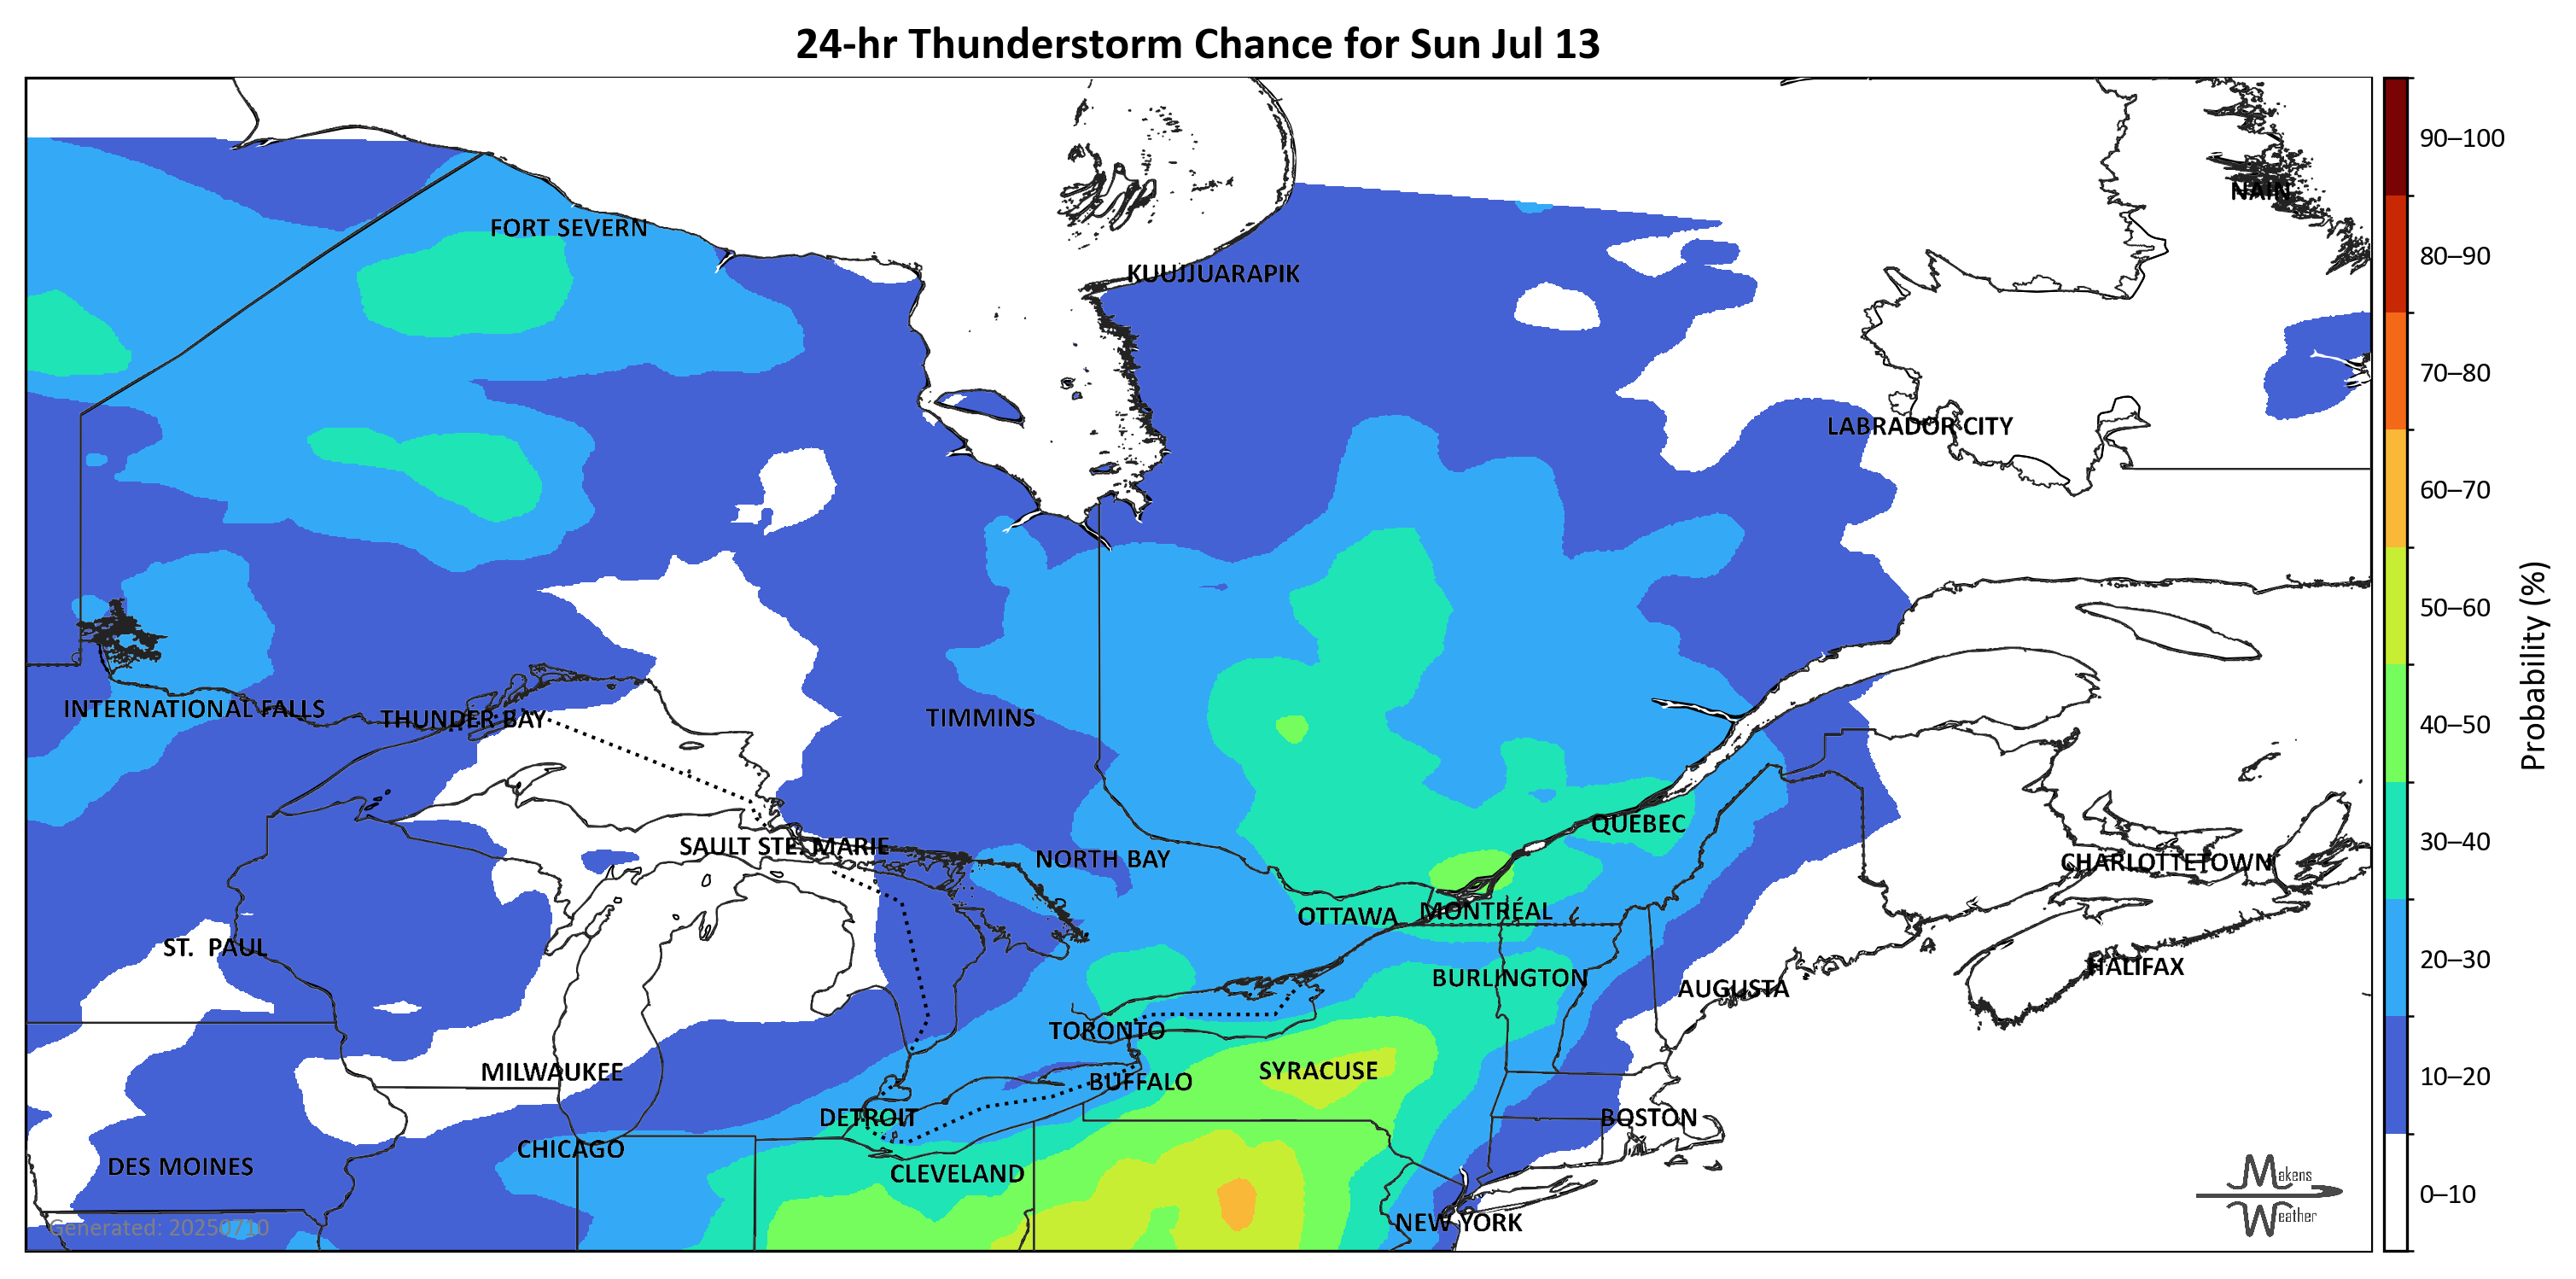 24-hr Thunderstorm Chance for Sun Jul 13
NAIN
FORT SEVERN
KUUJJUARAPIK
LABRADOR CITY
INTERNATIONAL FALLS
THUNDER BAY
TIMMINS
QUEBEC
SAULT STE. MARIE
NORTH BAY
CHARLOTTETOWN
OTTAWA
MONTRÉAL
ST. PAUL
HALIFAX
BURLINGTON
AUGUSTA
TORONTO
MILWAUKEE
SYRACUSE
BUFFALO
DETROIT
BOSTON
CHICAGO
DES MOINES
CLEVELAND
NEW YORK
Generated: 20250710
Makens
Weather
90–100
80–90
70–80
60–70
50–60
40–50
30–40
20–30
10–20
0–10
Probability (%)